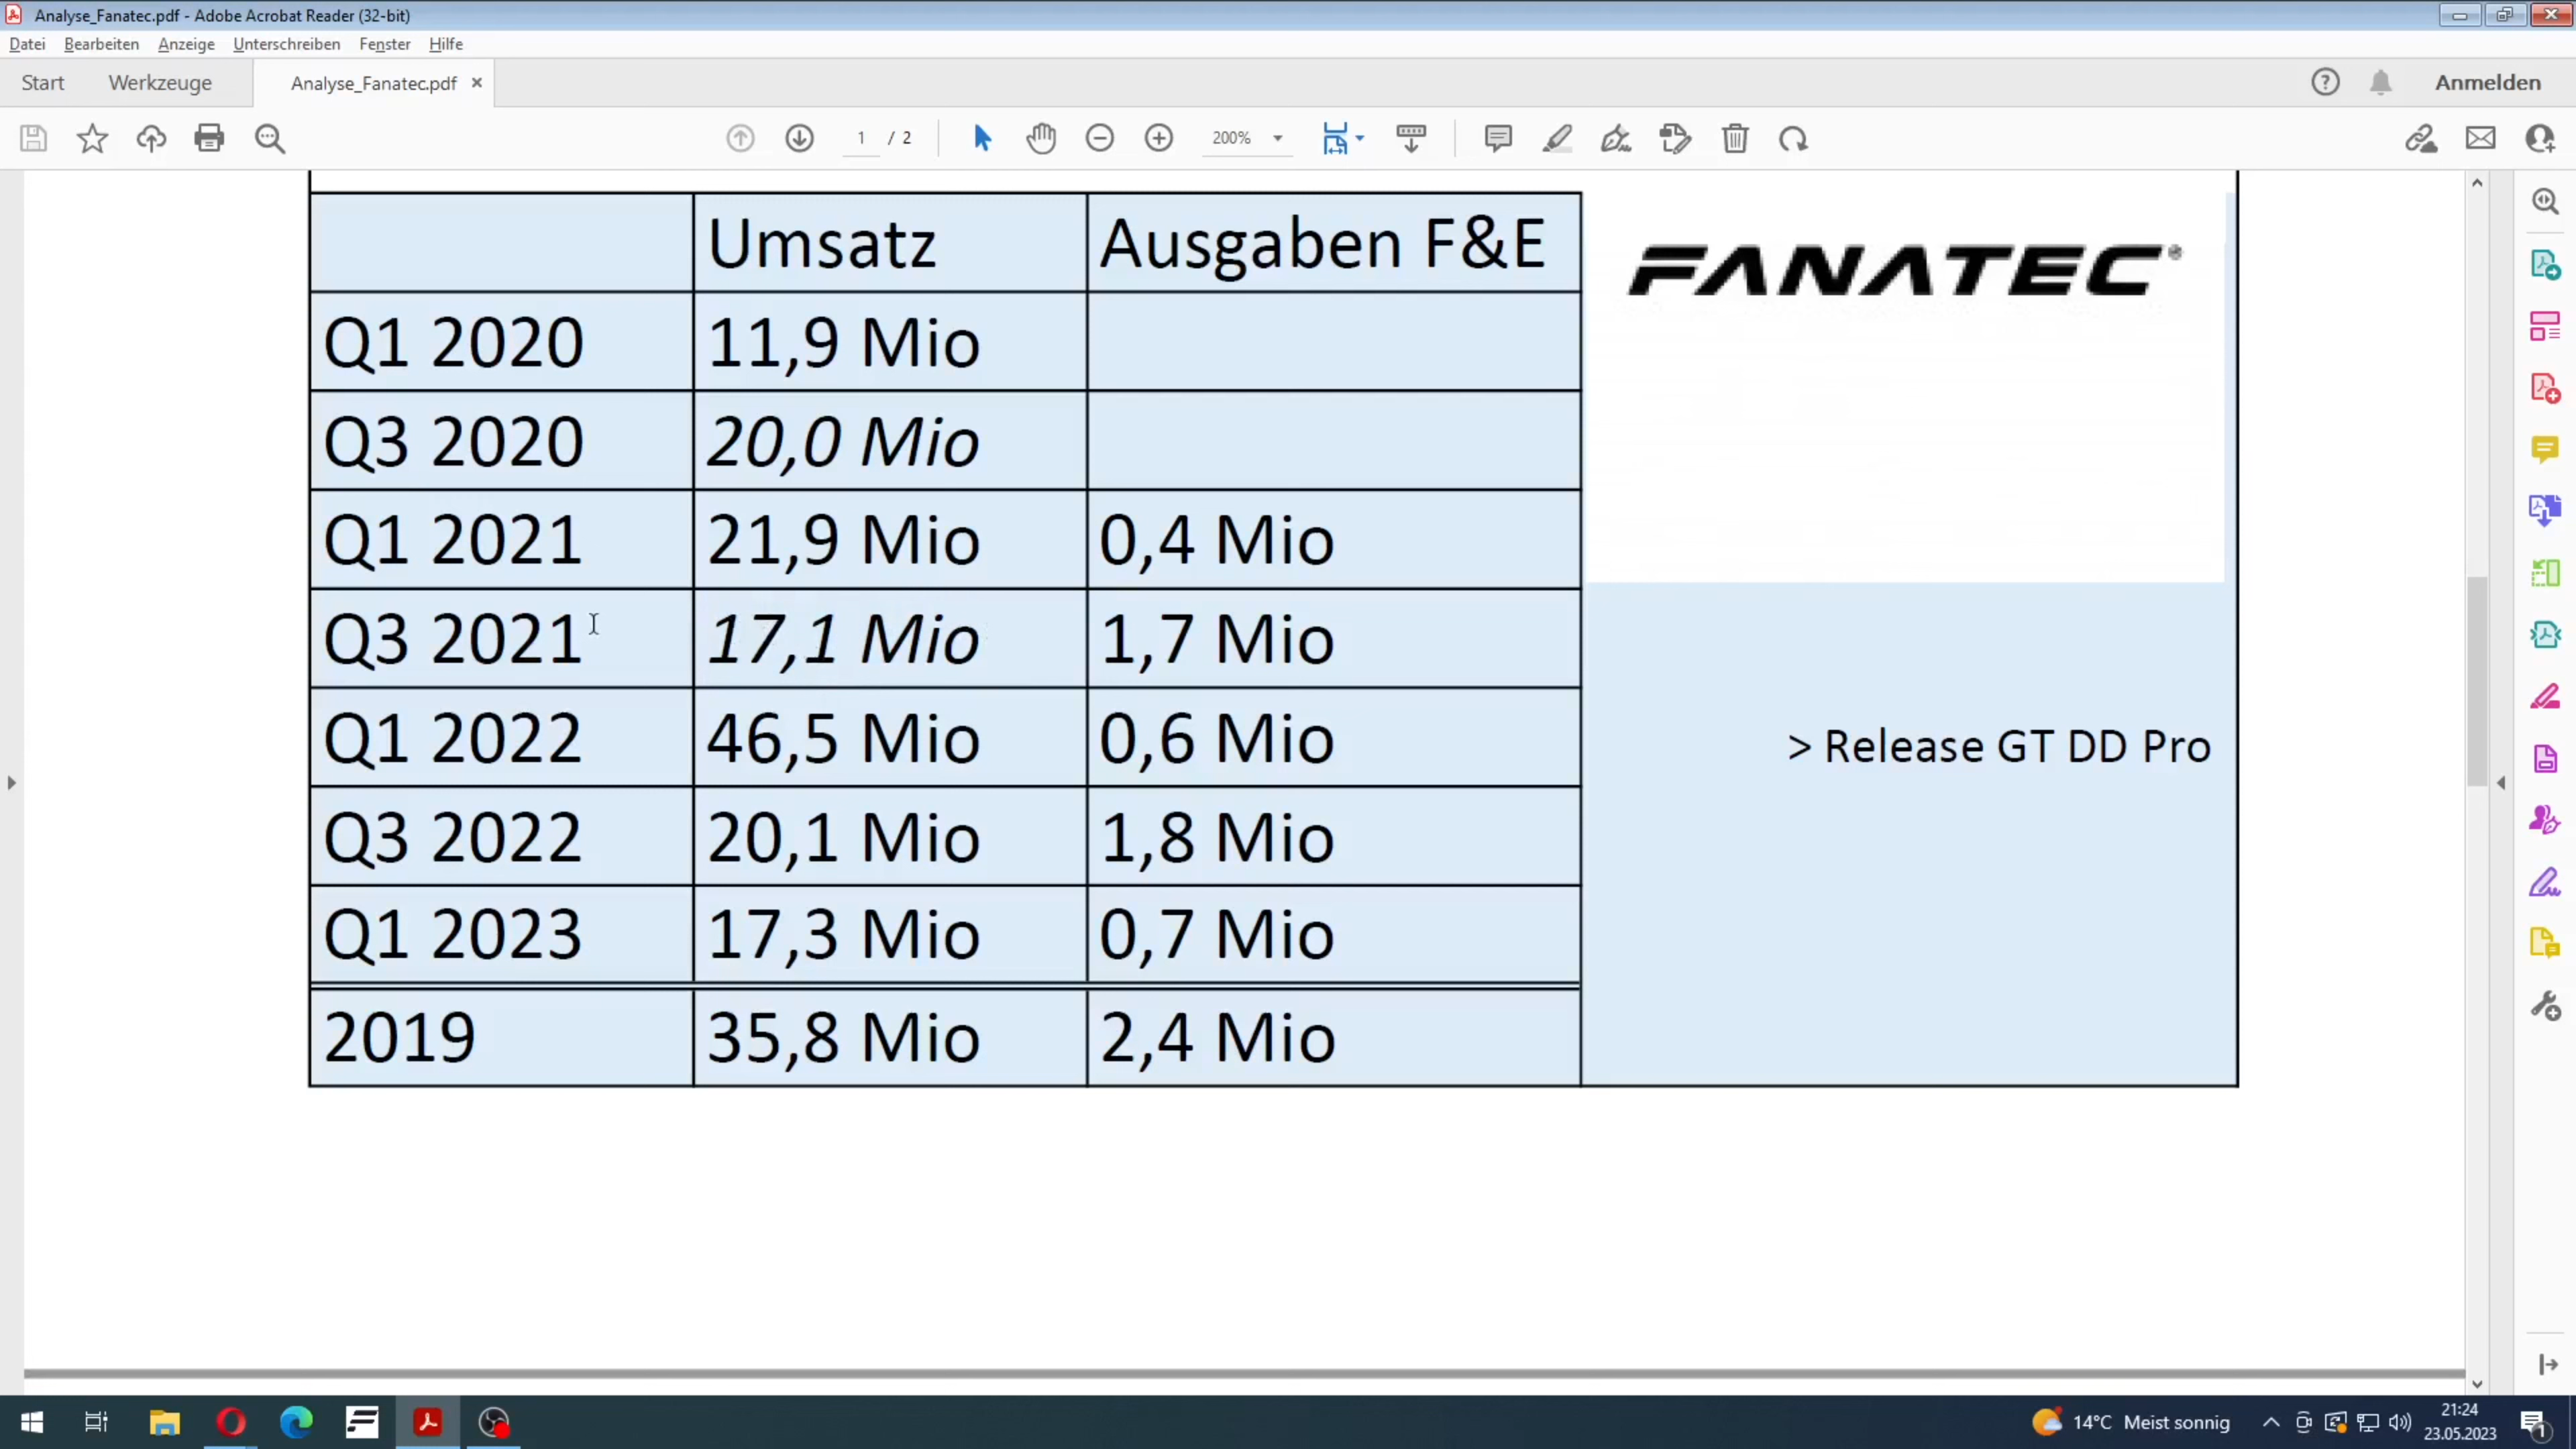 Analyse_Fanatec.pdf - Adobe Acrobat Reader (32-bit)
Datei Bearbeiten Anzeige Unterschreiben Fenster Hilfe
Start Werkzeuge Analyse_Fanatec.pdf × Anmelden
1 / 2 200%
Umsatz Ausgaben F&E
FANATEC®
Q1 2020 11,9 Mio
Q3 2020 20,0 Mio
Q1 2021 21,9 Mio 0,4 Mio
Q3 2021 17,1 Mio 1,7 Mio
Q1 2022 46,5 Mio 0,6 Mio > Release GT DD Pro
Q3 2022 20,1 Mio 1,8 Mio
Q1 2023 17,3 Mio 0,7 Mio
2019 35,8 Mio 2,4 Mio
14°C Meist sonnig
21:24
23.05.2023
1